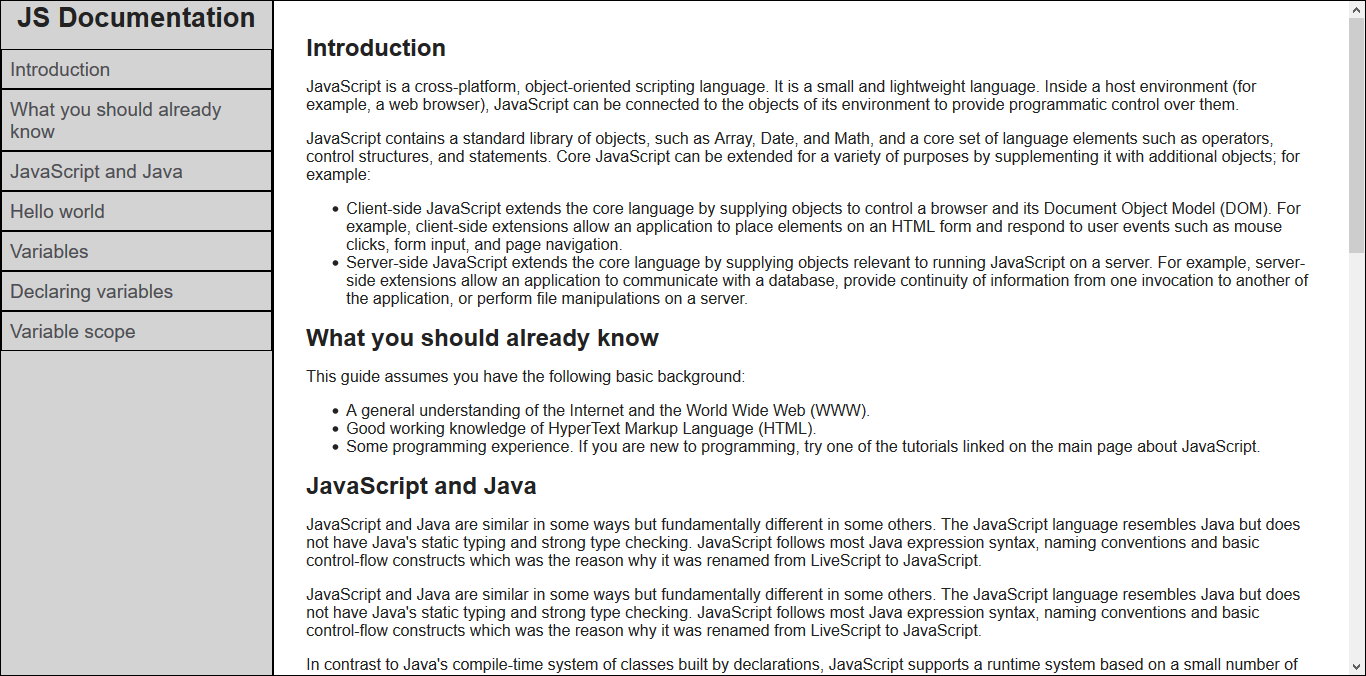 JS Documentation
Introduction
What you should already
know
JavaScript and Java
Hello world
Variables
Declaring variables
Variable scope
Introduction
JavaScript is a cross-platform, object-oriented scripting language. It is a small and lightweight language. Inside a host environment (for
example, a web browser), JavaScript can be connected to the objects of its environment to provide programmatic control over them.
JavaScript contains a standard library of objects, such as Array, Date, and Math, and a core set of language elements such as operators,
control structures, and statements. Core JavaScript can be extended for a variety of purposes by supplementing it with additional objects; for
example:
• Client-side JavaScript extends the core language by supplying objects to control a browser and its Document Object Model (DOM). For
example, client-side extensions allow an application to place elements on an HTML form and respond to user events such as mouse
clicks, form input, and page navigation.
• Server-side JavaScript extends the core language by supplying objects relevant to running JavaScript on a server. For example, server-
side extensions allow an application to communicate with a database, provide continuity of information from one invocation to another of
the application, or perform file manipulations on a server.
What you should already know
This guide assumes you have the following basic background:
• A general understanding of the Internet and the World Wide Web (WWW).
• Good working knowledge of HyperText Markup Language (HTML).
• Some programming experience. If you are new to programming, try one of the tutorials linked on the main page about JavaScript.
JavaScript and Java
JavaScript and Java are similar in some ways but fundamentally different in some others. The JavaScript language resembles Java but does
not have Java's static typing and strong type checking. JavaScript follows most Java expression syntax, naming conventions and basic
control-flow constructs which was the reason why it was renamed from LiveScript to JavaScript.
JavaScript and Java are similar in some ways but fundamentally different in some others. The JavaScript language resembles Java but does
not have Java's static typing and strong type checking. JavaScript follows most Java expression syntax, naming conventions and basic
control-flow constructs which was the reason why it was renamed from LiveScript to JavaScript.
In contrast to Java's compile-time system of classes built by declarations, JavaScript supports a runtime system based on a small number of